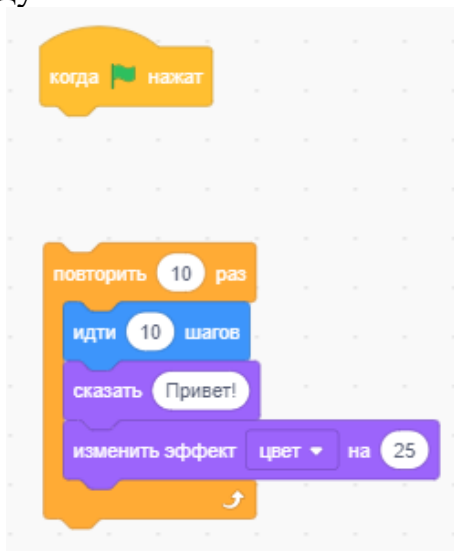 когда нажат
повторить 10 раз
идти 10 шагов
сказать Привет!
изменить эффект цвет на 25